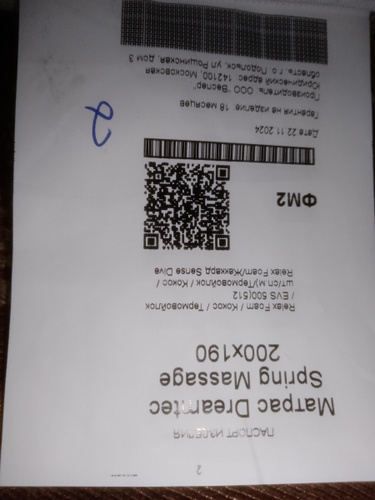 2
ПАСПОРТ ИЗДЕЛИЯ
Матрас Dreamtec
Spring Massage
200x190
Relax Foam / Кокос / Термовойлок
/ EVS 500(512
шт/сп.м)/Термовойлок / Кокос /
Relax Foam/Жаккард Sense Dive
ФМ2
Дата 22.11.2024
Гарантия на изделие: 18 месяцев
Производитель: ООО "Веспер"
Юридический адрес: 142100, Московская
область, г.о. Подольск, ул. Рощинская, дом 3
2